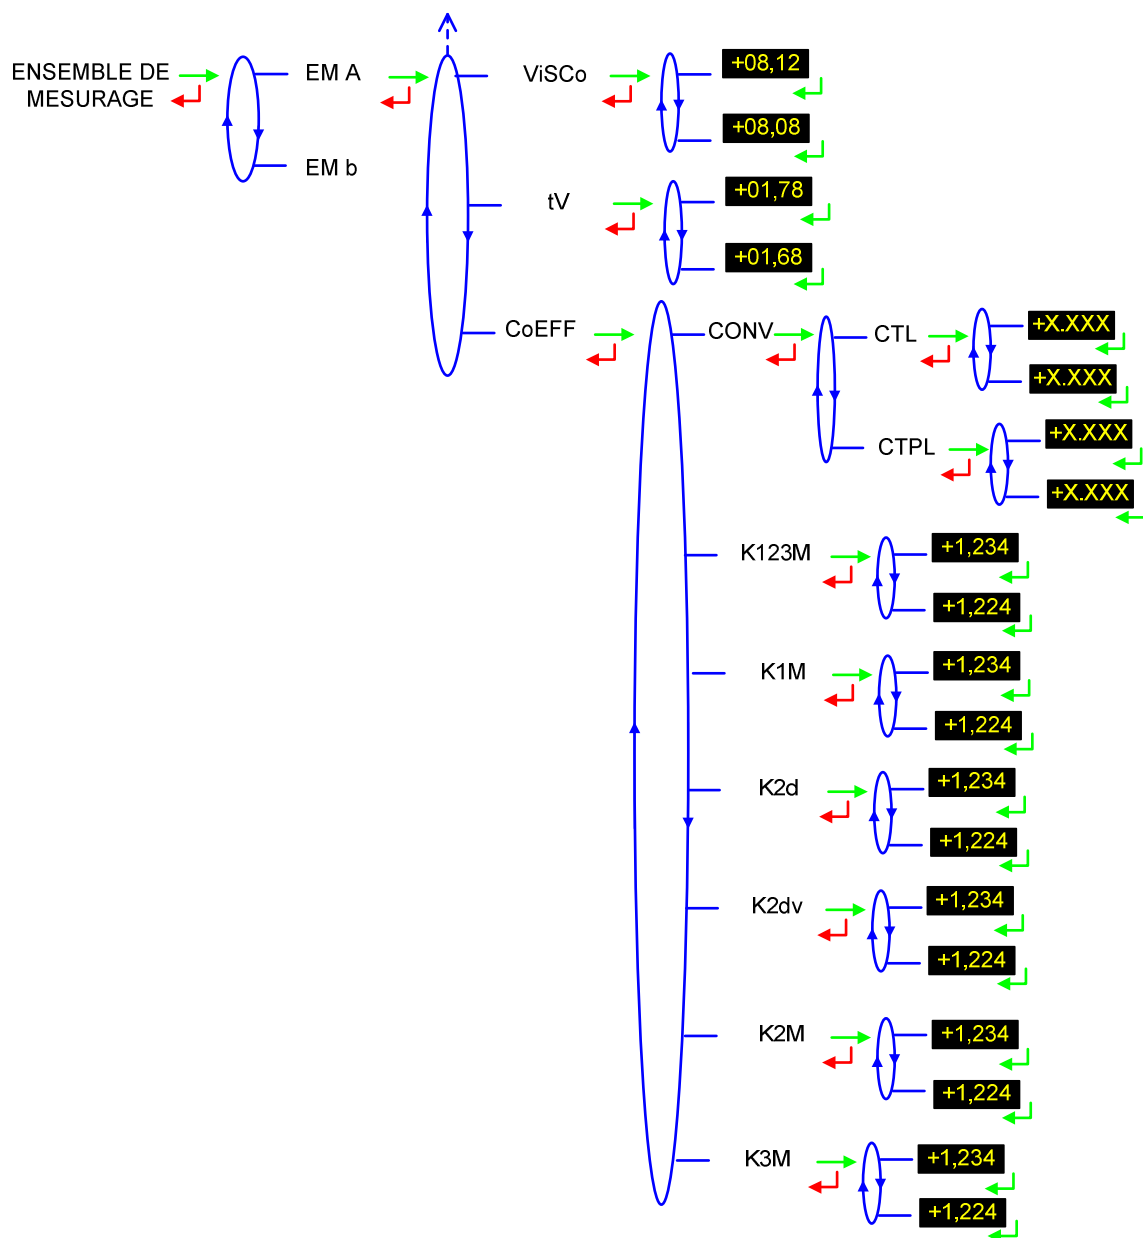 ENSEMBLE DE
MESURAGE
EM A
EM b
ViSCo
+08,12
+08,08
tV
+01,78
+01,68
CoEFF
CONV
CTL
+X.XXX
+X.XXX
CTPL
+X.XXX
+X.XXX
K123M
+1,234
+1,224
K1M
+1,234
+1,224
K2d
+1,234
+1,224
K2dv
+1,234
+1,224
K2M
+1,234
+1,224
K3M
+1,234
+1,224